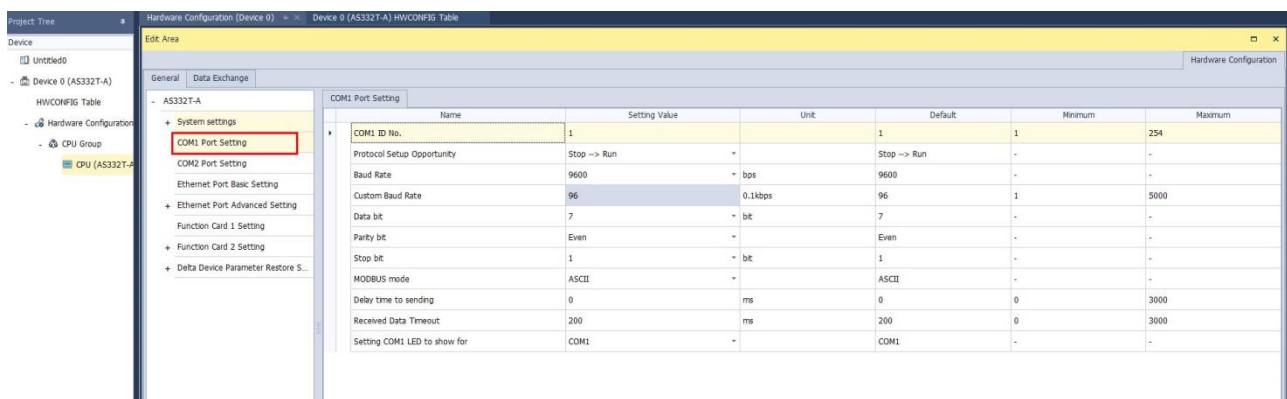 Project Tree
Hardware Configuration (Device 0)
Device 0 (AS332T-A) HWCONFIG Table
Device
Untitled0
- Device 0 (AS332T-A)
HWCONFIG Table
- Hardware Configuration
- CPU Group
CPU (AS332T-A
Edit Area
Hardware Configuration
General Data Exchange
- AS332T-A
+ System settings
COM1 Port Setting
COM2 Port Setting
Ethernet Port Basic Setting
+ Ethernet Port Advanced Setting
Function Card 1 Setting
+ Function Card 2 Setting
+ Delta Device Parameter Restore S...
COM1 Port Setting
Name Setting Value Unit Default Minimum Maximum
COM1 ID No. 1 1 1 254
Protocol Setup Opportunity Stop --> Run Stop --> Run - -
Baud Rate 9600 bps 9600 - -
Custom Baud Rate 96 0.1kbps 96 1 5000
Data bit 7 bit 7 - -
Parity bit Even Even - -
Stop bit 1 bit 1 - -
MODBUS mode ASCII ASCII - -
Delay time to sending 0 ms 0 0 3000
Received Data Timeout 200 ms 200 0 3000
Setting COM1 LED to show for COM1 COM1 - -